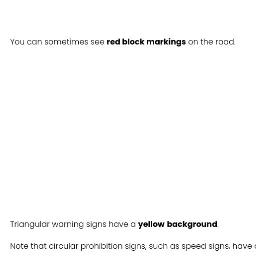 You can sometimes see red block markings on the road.
Triangular warning signs have a yellow background.
Note that circular prohibition signs, such as speed signs, have